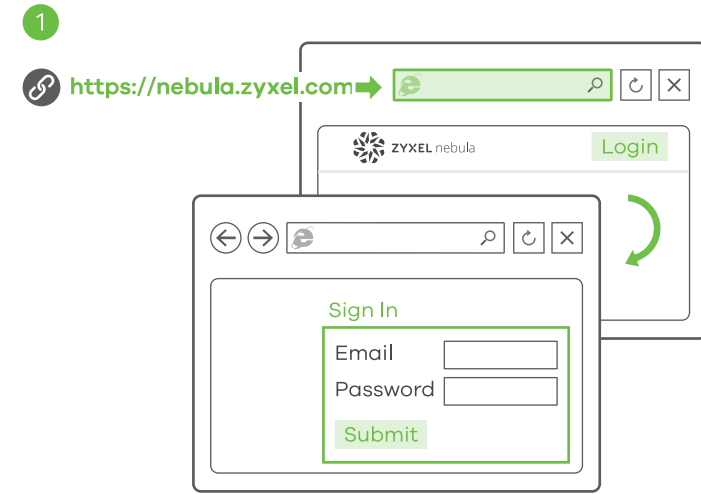 1
https://nebula.zyxel.com
ZYXEL nebula
Login
Sign In
Email
Password
Submit